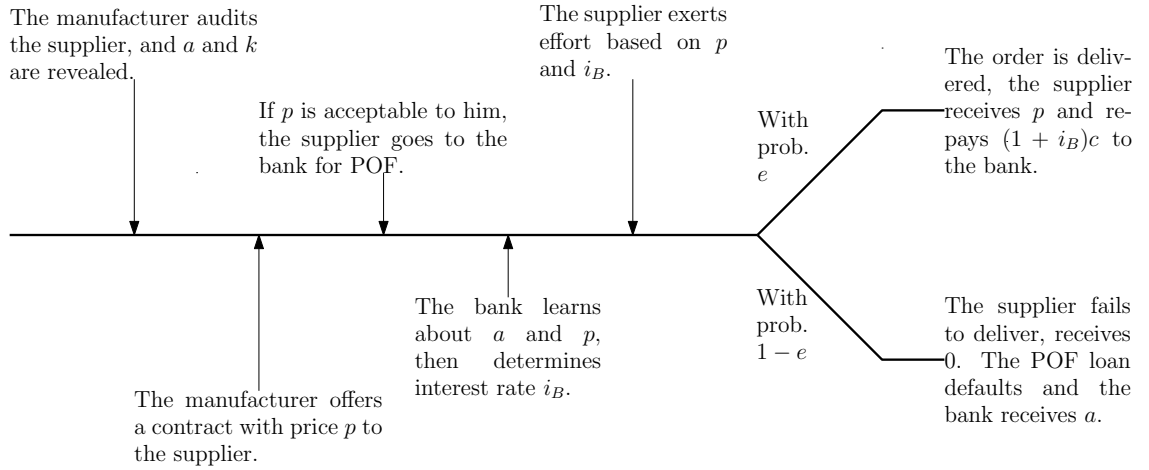 The manufacturer audits
the supplier, and a and k
are revealed.
If p is acceptable to him,
the supplier goes to the
bank for POF.
The supplier exerts
effort based on p
and i_B.
With
prob.
e
The order is deliv-
ered, the supplier
receives p and re-
pays (1 + i_B)c to
the bank.
The manufacturer offers
a contract with price p to
the supplier.
The bank learns
about a and p,
then determines
interest rate i_B.
With
prob.
1 − e
The supplier fails
to deliver, receives
0. The POF loan
defaults and the
bank receives a.